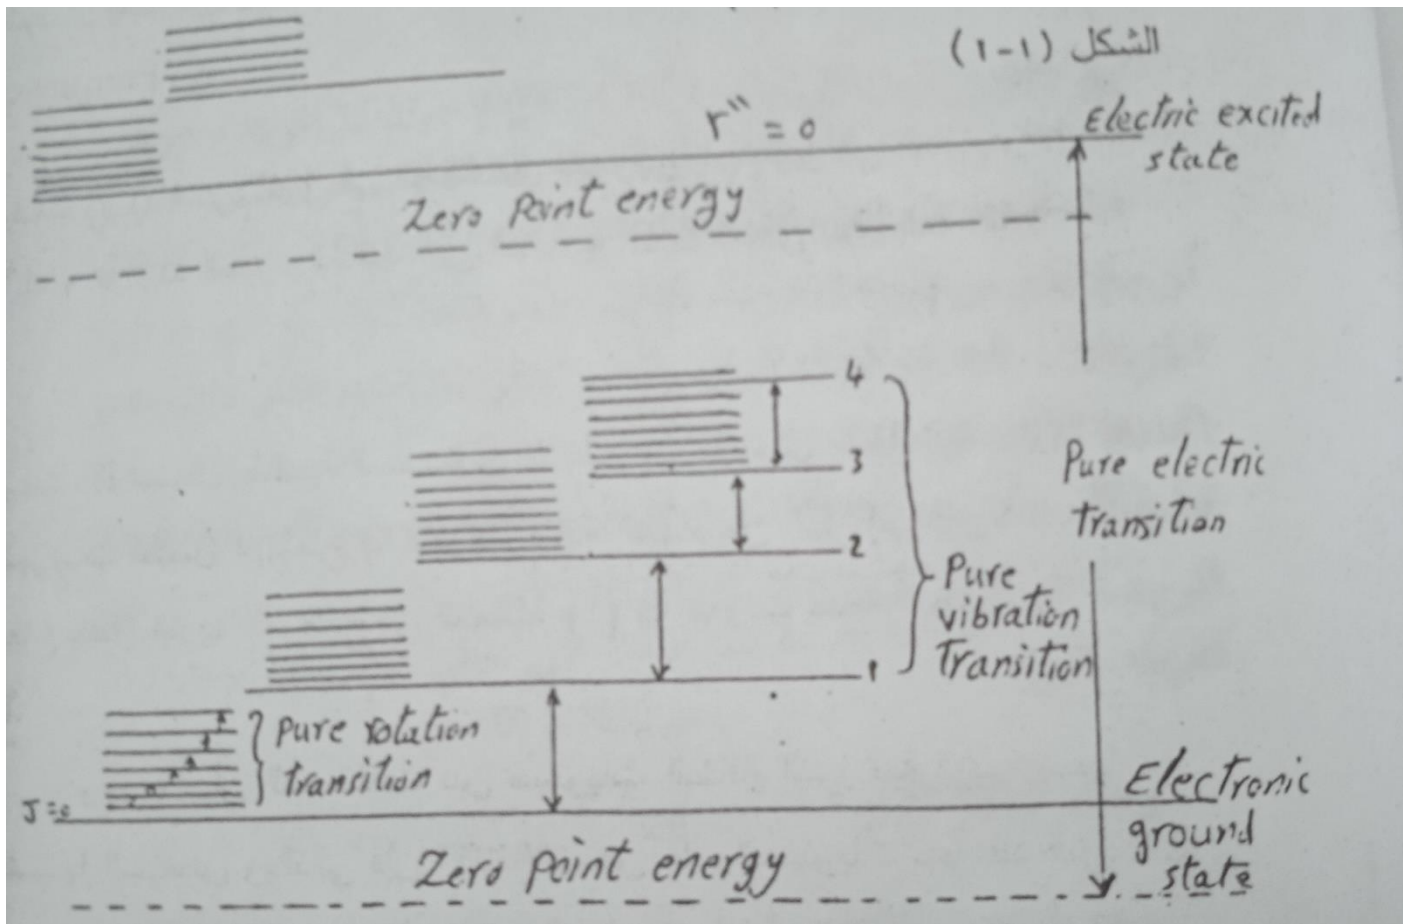 الشكل (١-١)
Electric excited
state
r" = 0
Zero point energy
4
3
2
1
Pure electric
transition
Pure
vibration
Transition
Pure rotation
transition
J=0
Electronic
ground
state
Zero point energy